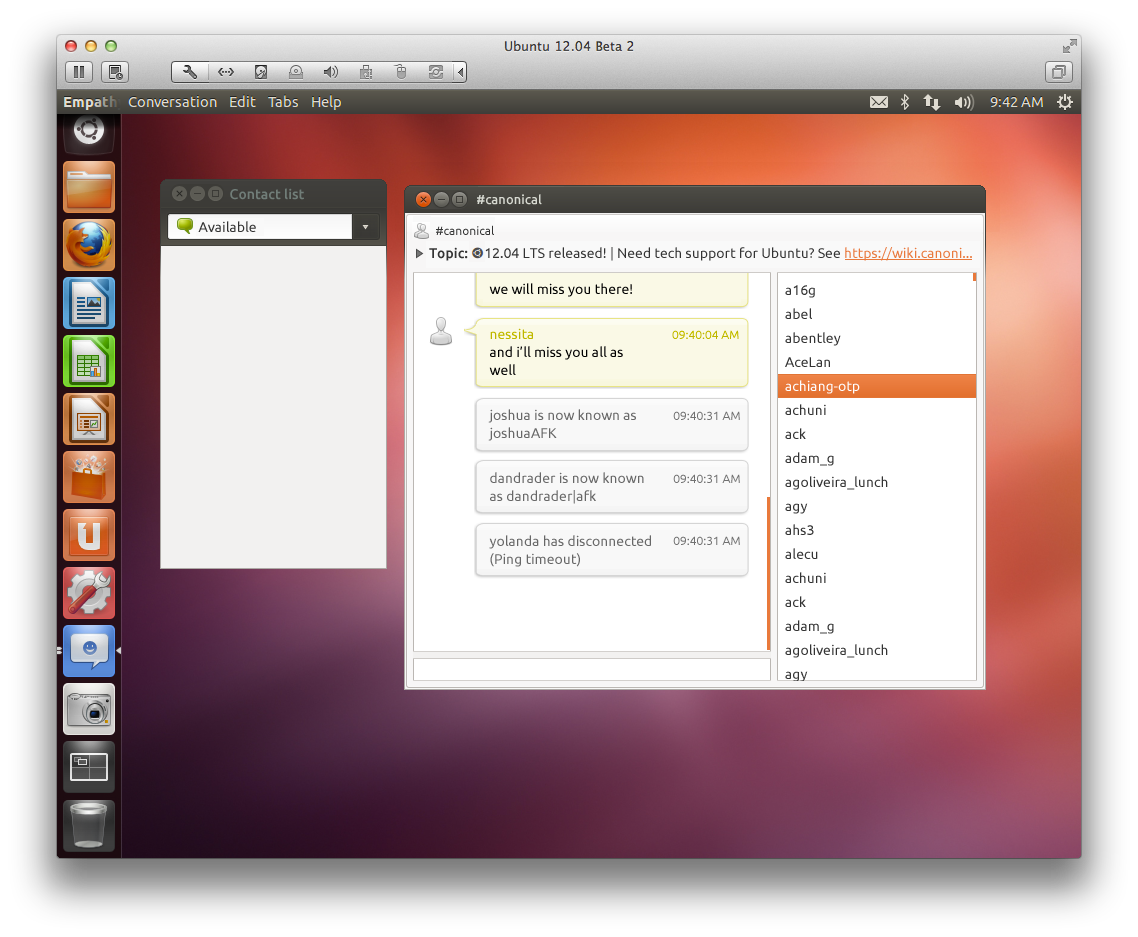 Ubuntu 12.04 Beta 2
Empath Conversation Edit Tabs Help 9:42 AM
Contact list
Available
#canonical
#canonical
Topic: 12.04 LTS released! | Need tech support for Ubuntu? See https://wiki.canoni...
we will miss you there!
nessita 09:40:04 AM
and i'll miss you all as
well
joshua is now known as 09:40:31 AM
joshuaAFK
dandrader is now known 09:40:31 AM
as dandrader|afk
yolanda has disconnected 09:40:31 AM
(Ping timeout)
a16g
abel
abentley
AceLan
achiang-otp
achuni
ack
adam_g
agoliveira_lunch
agy
ahs3
alecu
achuni
ack
adam_g
agoliveira_lunch
agy